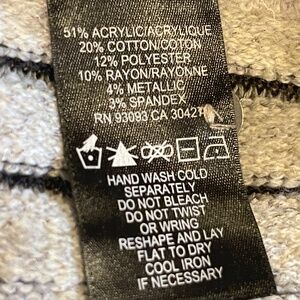 51% ACRYLIC/ACRYLIQUE
20% COTTON/COTON
12% POLYESTER
10% RAYON/RAYONNE
4% METALLIC
3% SPANDEX
RN 93093 CA 30421
HAND WASH COLD
SEPARATELY
DO NOT BLEACH
DO NOT TWIST
OR WRING
RESHAPE AND LAY
FLAT TO DRY
COOL IRON
IF NECESSARY